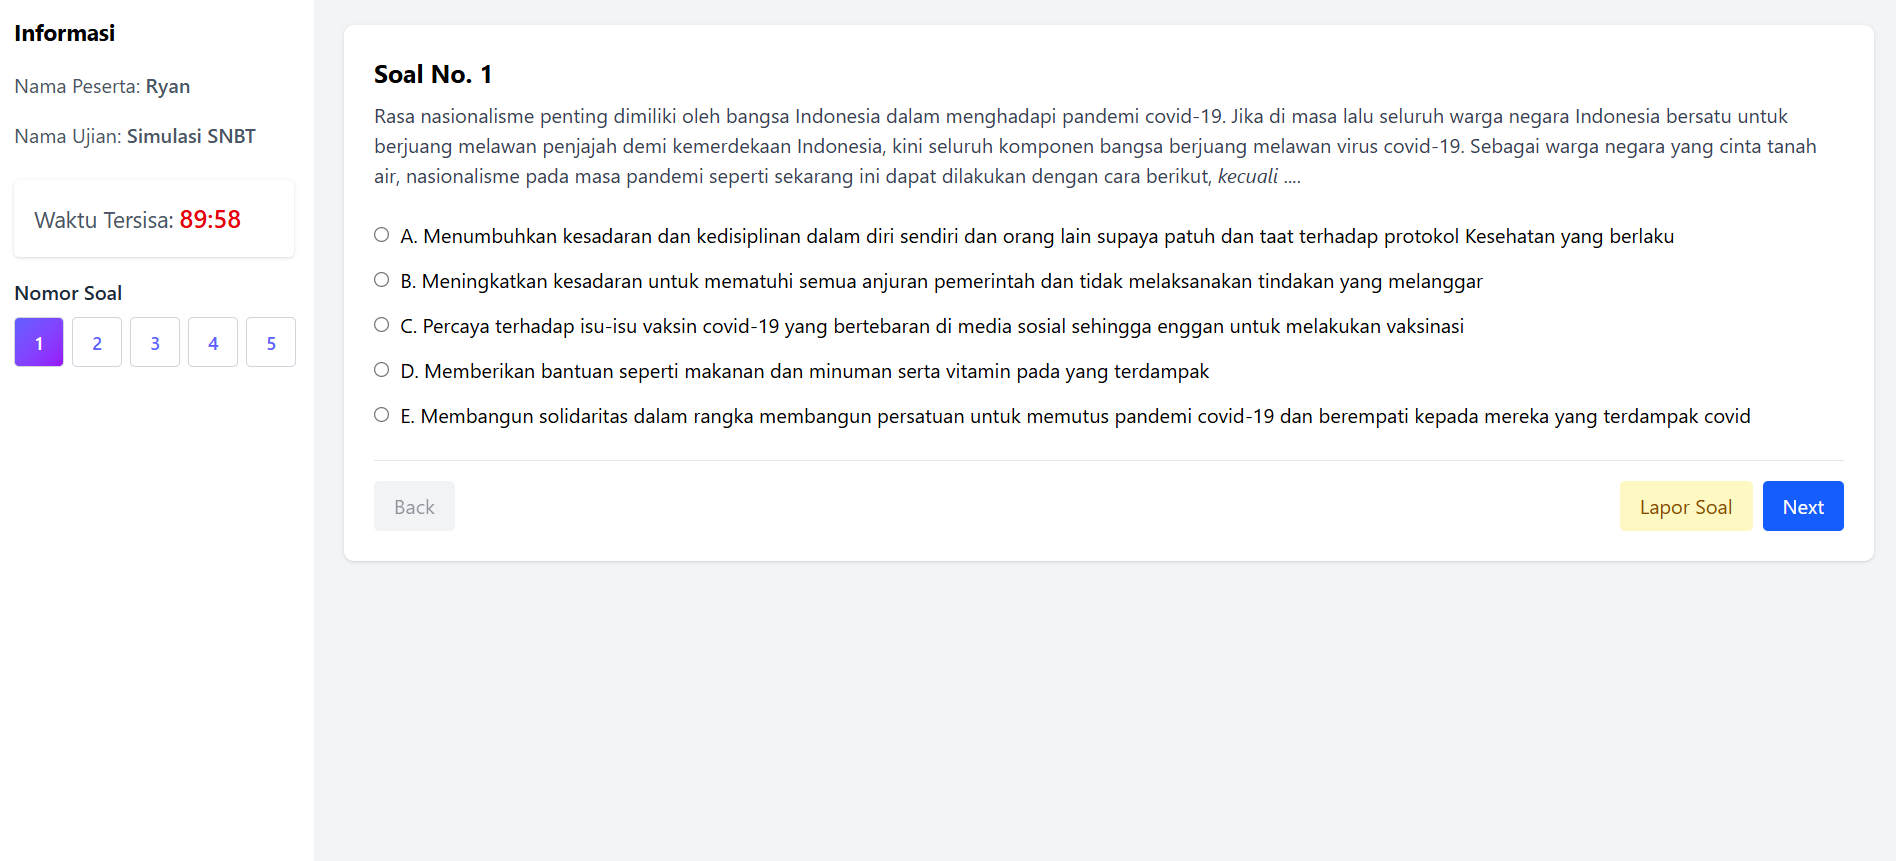 Informasi
Nama Peserta: Ryan
Nama Ujian: Simulasi SNBT
Waktu Tersisa: 89:58
Nomor Soal
1 2 3 4 5
Soal No. 1
Rasa nasionalisme penting dimiliki oleh bangsa Indonesia dalam menghadapi pandemi covid-19. Jika di masa lalu seluruh warga negara Indonesia bersatu untuk
berjuang melawan penjajah demi kemerdekaan Indonesia, kini seluruh komponen bangsa berjuang melawan virus covid-19. Sebagai warga negara yang cinta tanah
air, nasionalisme pada masa pandemi seperti sekarang ini dapat dilakukan dengan cara berikut, kecuali ....
A. Menumbuhkan kesadaran dan kedisiplinan dalam diri sendiri dan orang lain supaya patuh dan taat terhadap protokol Kesehatan yang berlaku
B. Meningkatkan kesadaran untuk mematuhi semua anjuran pemerintah dan tidak melaksanakan tindakan yang melanggar
C. Percaya terhadap isu-isu vaksin covid-19 yang bertebaran di media sosial sehingga enggan untuk melakukan vaksinasi
D. Memberikan bantuan seperti makanan dan minuman serta vitamin pada yang terdampak
E. Membangun solidaritas dalam rangka membangun persatuan untuk memutus pandemi covid-19 dan berempati kepada mereka yang terdampak covid
Back
Lapor Soal
Next